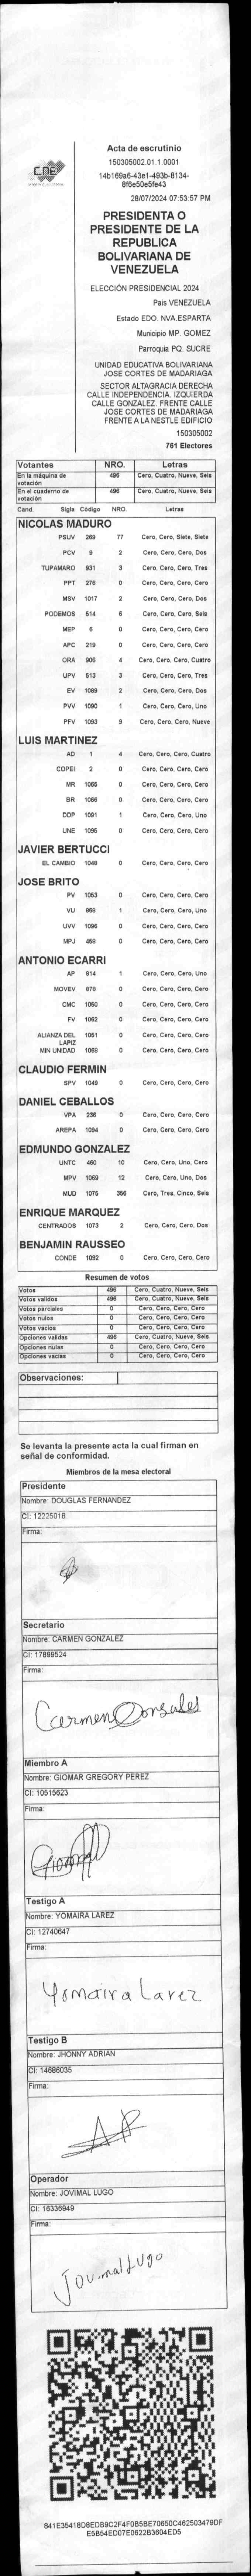 CNE
Acta de escrutinio
150305002.01.1.0001
14b169a6-43e1-493b-8134-
6f6e50e5fe43
28/07/2024 07:53:57 PM
PRESIDENTA O
PRESIDENTE DE LA
REPUBLICA
BOLIVARIANA DE
VENEZUELA
ELECCIÓN PRESIDENCIAL 2024
Pais VENEZUELA
Estado EDO. NVA.ESPARTA
Municipio MP. GOMEZ
Parroquia PQ. SUCRE
UNIDAD EDUCATIVA BOLIVARIANA
JOSE CORTES DE MADARIAGA
SECTOR ALTAGRACIA DERECHA
CALLE INDEPENDENCIA. IZQUIERDA
CALLE GONZALEZ. FRENTE CALLE
JOSE CORTES DE MADARIAGA
FRENTE A LA NESTLE EDIFICIO
150305002
761 Electores
Votantes NRO. Letras
En la máquina de votación 496 Cero, Cuatro, Nueve, Seis
En el cuaderno de votación 496 Cero, Cuatro, Nueve, Seis
Cand. Sigla Código NRO. Letras
NICOLAS MADURO
PSUV 269 77 Cero, Cero, Siete, Siete
PCV 9 2 Cero, Cero, Cero, Dos
TUPAMARO 931 3 Cero, Cero, Cero, Tres
PPT 276 0 Cero, Cero, Cero, Cero
MSV 1017 2 Cero, Cero, Cero, Dos
PODEMOS 514 6 Cero, Cero, Cero, Seis
MEP 6 0 Cero, Cero, Cero, Cero
APC 219 0 Cero, Cero, Cero, Cero
ORA 906 4 Cero, Cero, Cero, Cuatro
UPV 513 3 Cero, Cero, Cero, Tres
EV 1089 2 Cero, Cero, Cero, Dos
PVV 1090 1 Cero, Cero, Cero, Uno
PFV 1093 9 Cero, Cero, Cero, Nueve
LUIS MARTINEZ
AD 1 4 Cero, Cero, Cero, Cuatro
COPEI 2 0 Cero, Cero, Cero, Cero
MR 1065 0 Cero, Cero, Cero, Cero
BR 1066 0 Cero, Cero, Cero, Cero
DDP 1091 1 Cero, Cero, Cero, Uno
UNE 1095 0 Cero, Cero, Cero, Cero
JAVIER BERTUCCI
EL CAMBIO 1048 0 Cero, Cero, Cero, Cero
JOSE BRITO
PV 1053 0 Cero, Cero, Cero, Cero
VU 868 1 Cero, Cero, Cero, Uno
UVV 1096 0 Cero, Cero, Cero, Cero
MPJ 458 0 Cero, Cero, Cero, Cero
ANTONIO ECARRI
AP 814 1 Cero, Cero, Cero, Uno
MOVEV 879 0 Cero, Cero, Cero, Cero
CMC 1050 0 Cero, Cero, Cero, Cero
FV 1062 0 Cero, Cero, Cero, Cero
ALIANZA DEL LAPIZ 1051 0 Cero, Cero, Cero, Cero
MIN UNIDAD 1068 0 Cero, Cero, Cero, Cero
CLAUDIO FERMIN
SPV 1049 0 Cero, Cero, Cero, Cero
DANIEL CEBALLOS
VPA 236 0 Cero, Cero, Cero, Cero
AREPA 1094 0 Cero, Cero, Cero, Cero
EDMUNDO GONZALEZ
UNTC 460 10 Cero, Cero, Uno, Cero
MPV 1069 12 Cero, Cero, Uno, Dos
MUD 1075 356 Cero, Tres, Cinco, Seis
ENRIQUE MARQUEZ
CENTRADOS 1073 2 Cero, Cero, Cero, Dos
BENJAMIN RAUSSEO
CONDE 1092 0 Cero, Cero, Cero, Cero
Resumen de votos
Votos 496 Cero, Cuatro, Nueve, Seis
Votos válidos 496 Cero, Cuatro, Nueve, Seis
Votos parciales 0 Cero, Cero, Cero, Cero
Votos nulos 0 Cero, Cero, Cero, Cero
Votos vacíos 0 Cero, Cero, Cero, Cero
Opciones válidas 496 Cero, Cuatro, Nueve, Seis
Opciones nulas 0 Cero, Cero, Cero, Cero
Opciones vacías 0 Cero, Cero, Cero, Cero
Observaciones:
Se levanta la presente acta la cual firman en
señal de conformidad.
Miembros de la mesa electoral
Presidente
Nombre: DOUGLAS FERNANDEZ
CI: 12225018
Firma:
Secretario
Nombre: CARMEN GONZALEZ
CI: 17899524
Firma:
Carmen Gonsales
Miembro A
Nombre: GIOMAR GREGORY PEREZ
CI: 10515623
Firma:
Testigo A
Nombre: YOMAIRA LAREZ
CI: 12740647
Firma:
Yomaira Larez
Testigo B
Nombre: JHONNY ADRIAN
CI: 14686035
Firma:
Operador
Nombre: JOVIMAL LUGO
CI: 16336949
Firma:
Jovimal Lugo
841E35418D8EDB9C2F4F0B5BE70650C462503479DF
E5B54ED07E0622B3604ED5